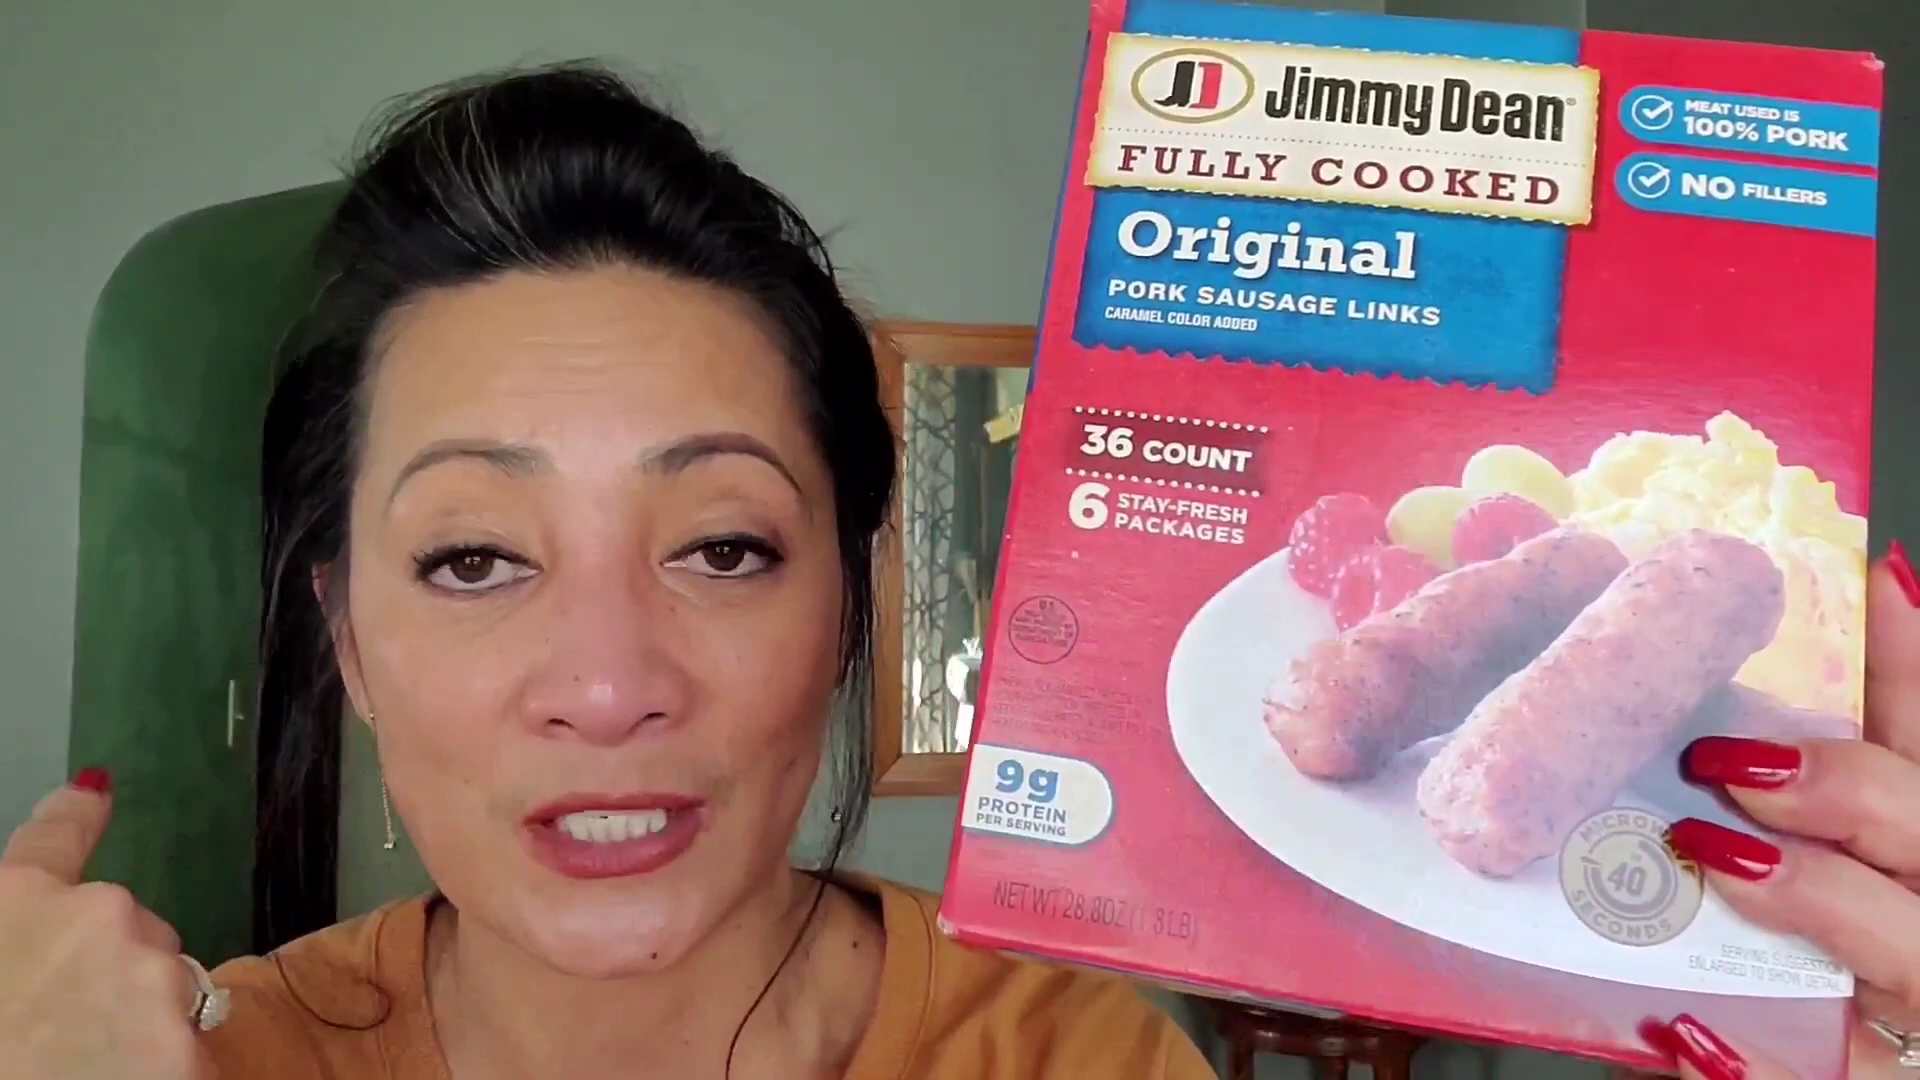 JD Jimmy Dean®
FULLY COOKED
MEAT USED IS
100% PORK
NO FILLERS
Original
PORK SAUSAGE LINKS
CARAMEL COLOR ADDED
36 COUNT
6 STAY-FRESH
PACKAGES
9g
PROTEIN
PER SERVING
40
SECONDS
NET WT 28.8OZ (1.8LB)
SERVING SUGGESTION
ENLARGED TO SHOW DETAIL